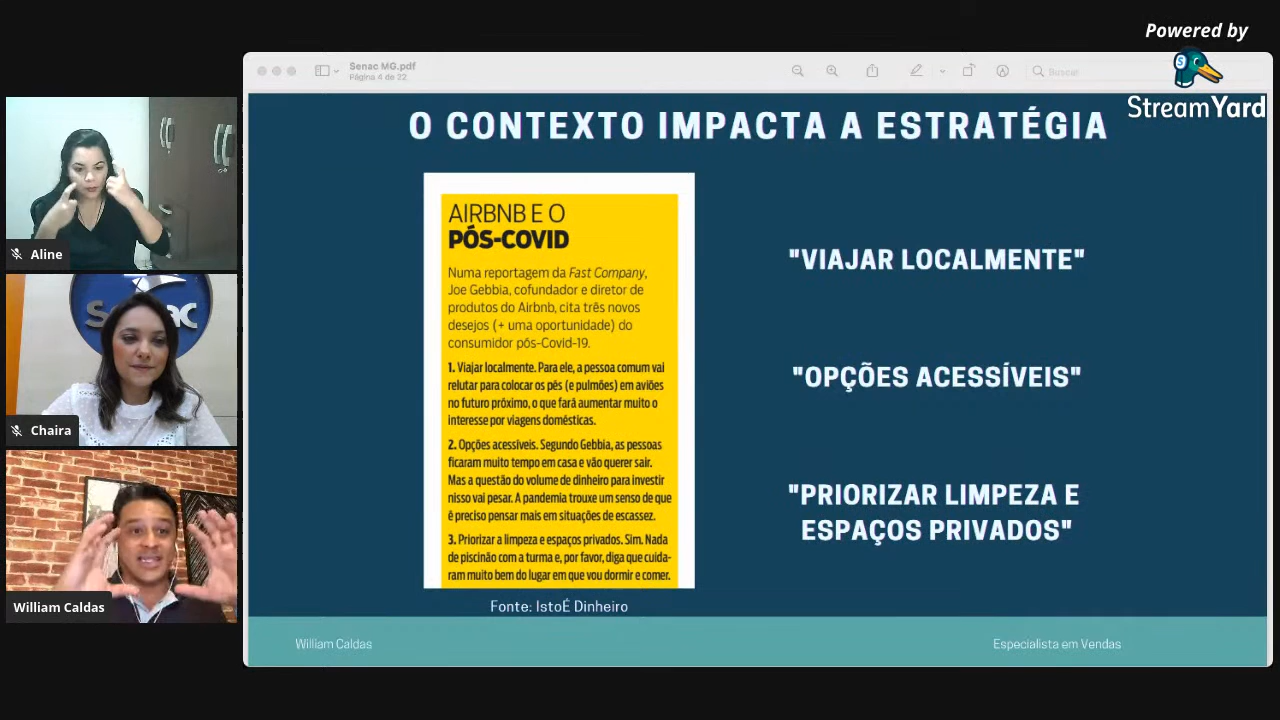 Powered by
StreamYard
Senac MG.pdf
Página 4 de 22
Buscar
O CONTEXTO IMPACTA A ESTRATÉGIA
AIRBNB E O
PÓS-COVID
Numa reportagem da Fast Company,
Joe Gebbia, cofundador e diretor de
produtos do Airbnb, cita três novos
desejos (+ uma oportunidade) do
consumidor pós-Covid-19.
1. Viajar localmente. Para ele, a pessoa comum vai
relutar para colocar os pés (e pulmões) em aviões
no futuro próximo, o que fará aumentar muito o
interesse por viagens domésticas.
2. Opções acessíveis. Segundo Gebbia, as pessoas
ficaram muito tempo em casa e vão querer sair.
Mas a questão do volume de dinheiro para investir
nisso vai pesar. A pandemia trouxe um senso de que
é preciso pensar mais em situações de escassez.
3. Priorizar a limpeza e espaços privados. Sim. Nada
de piscinão com a turma e, por favor, diga que cuida-
ram muito bem do lugar em que vou dormir e comer.
Fonte: IstoÉ Dinheiro
"VIAJAR LOCALMENTE"
"OPÇÕES ACESSÍVEIS"
"PRIORIZAR LIMPEZA E
ESPAÇOS PRIVADOS"
William Caldas
Especialista em Vendas
Aline
Senac
Chaira
William Caldas